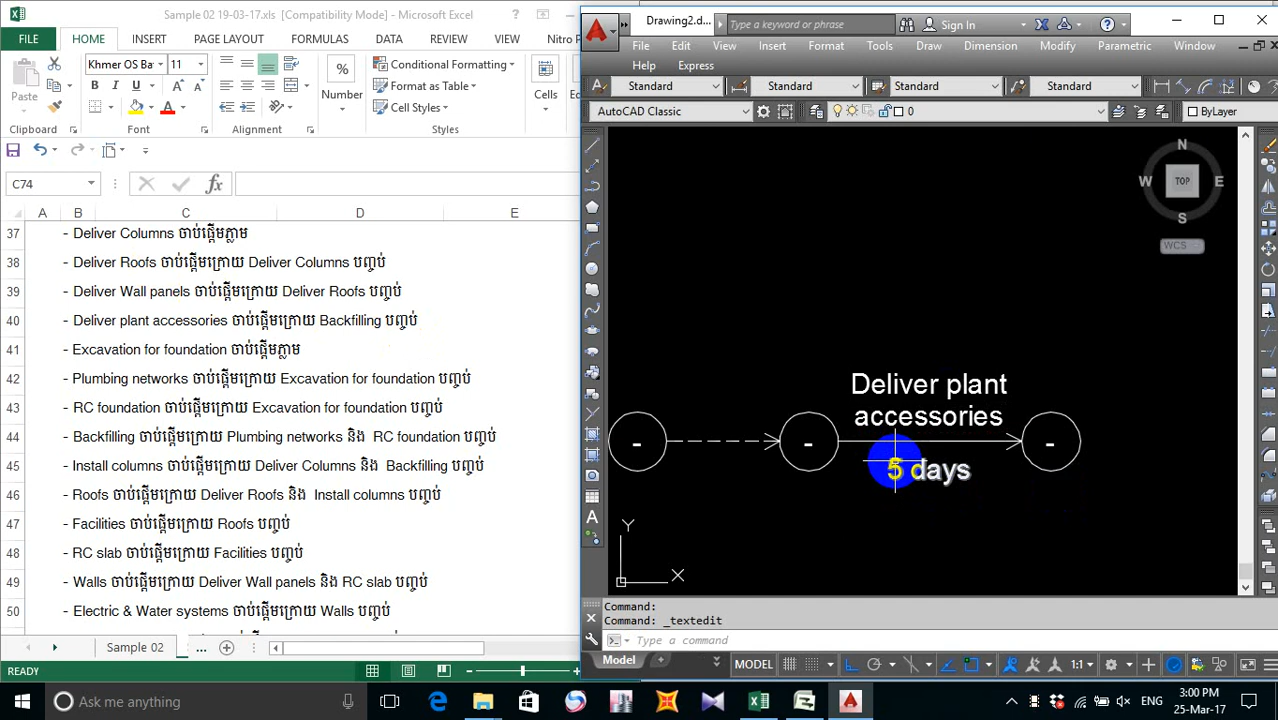 Sample 02 19-03-17.xls [Compatibility Mode] - Microsoft Excel
FILE HOME INSERT PAGE LAYOUT FORMULAS DATA REVIEW VIEW Nitro P
Khmer OS Ba 11
Paste
Clipboard
Font
Alignment
Number
Conditional Formatting
Format as Table
Cell Styles
Styles
Cells
C74
A B C D E
37 - Deliver Columns ចាប់ផ្តើមភ្លាម
38 - Deliver Roofs ចាប់ផ្តើមក្រោយ Deliver Columns បញ្ចប់
39 - Deliver Wall panels ចាប់ផ្តើមក្រោយ Deliver Roofs បញ្ចប់
40 - Deliver plant accessories ចាប់ផ្តើមក្រោយ Backfilling បញ្ចប់
41 - Excavation for foundation ចាប់ផ្តើមភ្លាម
42 - Plumbing networks ចាប់ផ្តើមក្រោយ Excavation for foundation បញ្ចប់
43 - RC foundation ចាប់ផ្តើមក្រោយ Excavation for foundation បញ្ចប់
44 - Backfilling ចាប់ផ្តើមក្រោយ Plumbing networks និង RC foundation បញ្ចប់
45 - Install columns ចាប់ផ្តើមក្រោយ Deliver Columns និង Backfilling បញ្ចប់
46 - Roofs ចាប់ផ្តើមក្រោយ Deliver Roofs និង Install columns បញ្ចប់
47 - Facilities ចាប់ផ្តើមក្រោយ Roofs បញ្ចប់
48 - RC slab ចាប់ផ្តើមក្រោយ Facilities បញ្ចប់
49 - Walls ចាប់ផ្តើមក្រោយ Deliver Wall panels និង RC slab បញ្ចប់
50 - Electric & Water systems ចាប់ផ្តើមក្រោយ Walls បញ្ចប់
Sample 02 ...
READY
Drawing2.d... Type a keyword or phrase Sign In
File Edit View Insert Format Tools Draw Dimension Modify Parametric Window
Help Express
Standard Standard Standard Standard
AutoCAD Classic 0 ByLayer
N
W TOP E
S
WCS
Deliver plant
accessories
- - -
5 days
Y
X
Command:
Command: _textedit
Type a command
Model MODEL 1:1
Ask me anything
ENG
3:00 PM
25-Mar-17